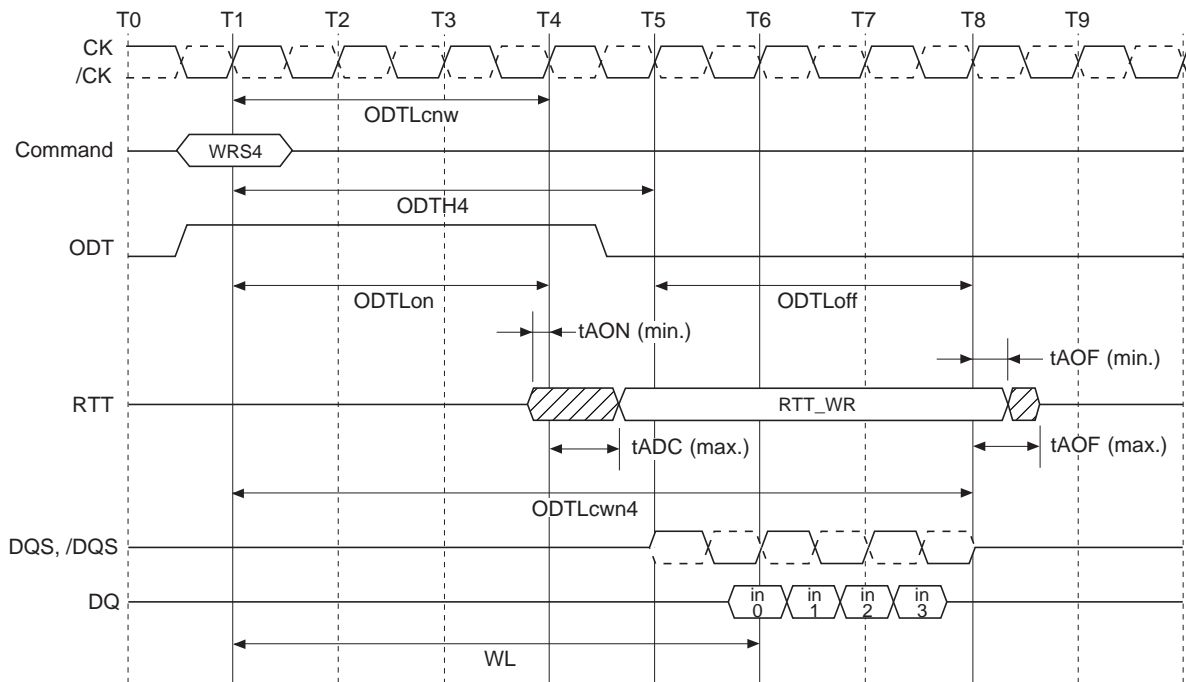 T0 T1 T2 T3 T4 T5 T6 T7 T8 T9
CK
/CK
ODTLcnw
Command WRS4
ODTH4
ODT
ODTLon ODTLoff
tAON (min.)
tAOF (min.)
RTT RTT_WR
tADC (max.) tAOF (max.)
ODTLcwn4
DQS, /DQS
DQ in 0 in 1 in 2 in 3
WL